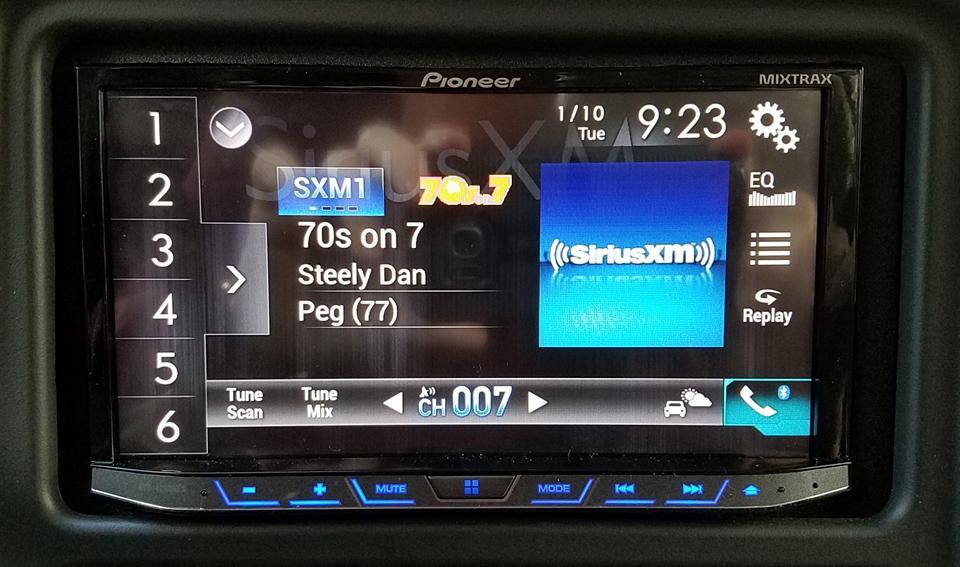 Pioneer
MIXTRAX
1
2
3
4
5
6
SiriusXM
1/10
Tue
9:23
SXM1
70s on 7
70s on 7
Steely Dan
Peg (77)
SiriusXM
EQ
Replay
Tune
Scan
Tune
Mix
CH 007
MUTE
MODE